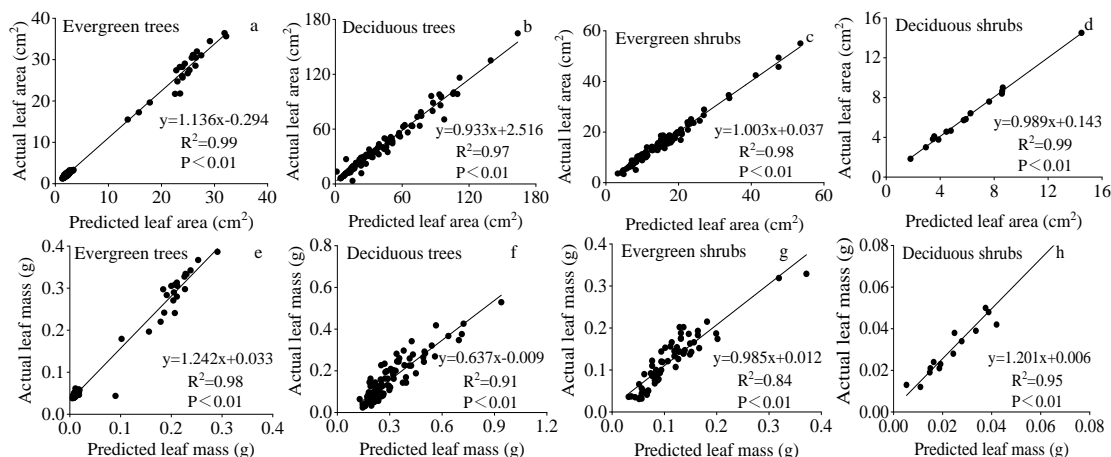 Evergreen trees a
Actual leaf area (cm²)
40
30
20
10
0
y=1.136x-0.294
R²=0.99
P＜0.01
0 10 20 30 40
Predicted leaf area (cm²)
Deciduous trees b
Actual leaf area (cm²)
180
120
60
0
y=0.933x+2.516
R²=0.97
P＜0.01
0 60 120 180
Predicted leaf area (cm²)
Evergreen shrubs c
Actual leaf area (cm²)
60
40
20
0
y=1.003x+0.037
R²=0.98
P＜0.01
0 20 40 60
Predicted leaf area (cm²)
Deciduous shrubs d
Actual leaf area (cm²)
16
12
8
4
0
y=0.989x+0.143
R²=0.99
P＜0.01
0 4 8 12 16
Predicted leaf area (cm²)
Evergreen trees e
Actual leaf mass (g)
0.4
0.3
0.2
0.1
0.0
y=1.242x+0.033
R²=0.98
P＜0.01
0.0 0.1 0.2 0.3 0.4
Predicted leaf mass (g)
Deciduous trees f
Actual leaf mass (g)
0.8
0.6
0.4
0.2
0.0
y=0.637x-0.009
R²=0.91
P＜0.01
0.0 0.3 0.6 0.9 1.2
Predicted leaf mass (g)
Evergreen shrubs g
Actual leaf mass (g)
0.4
0.3
0.2
0.1
0.0
y=0.985x+0.012
R²=0.84
P＜0.01
0.0 0.1 0.2 0.3 0.4
Predicted leaf mass (g)
Deciduous shrubs h
Actual leaf mass (g)
0.08
0.06
0.04
0.02
0.00
y=1.201x+0.006
R²=0.95
P＜0.01
0.00 0.02 0.04 0.06 0.08
Predicted leaf mass (g)